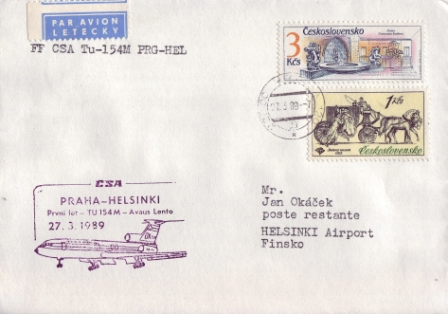 PAR AVION
LETECKY
FF CSA Tu-154M PRG-HEL
Československo
3
Kčs
1 Kčs
Československo
ČSA
PRAHA-HELSINKI
První let - TU 154M - Avaus Lento
27. 3. 1989
Mr.
Jan Okáček
poste restante
HELSINKI Airport
Finsko